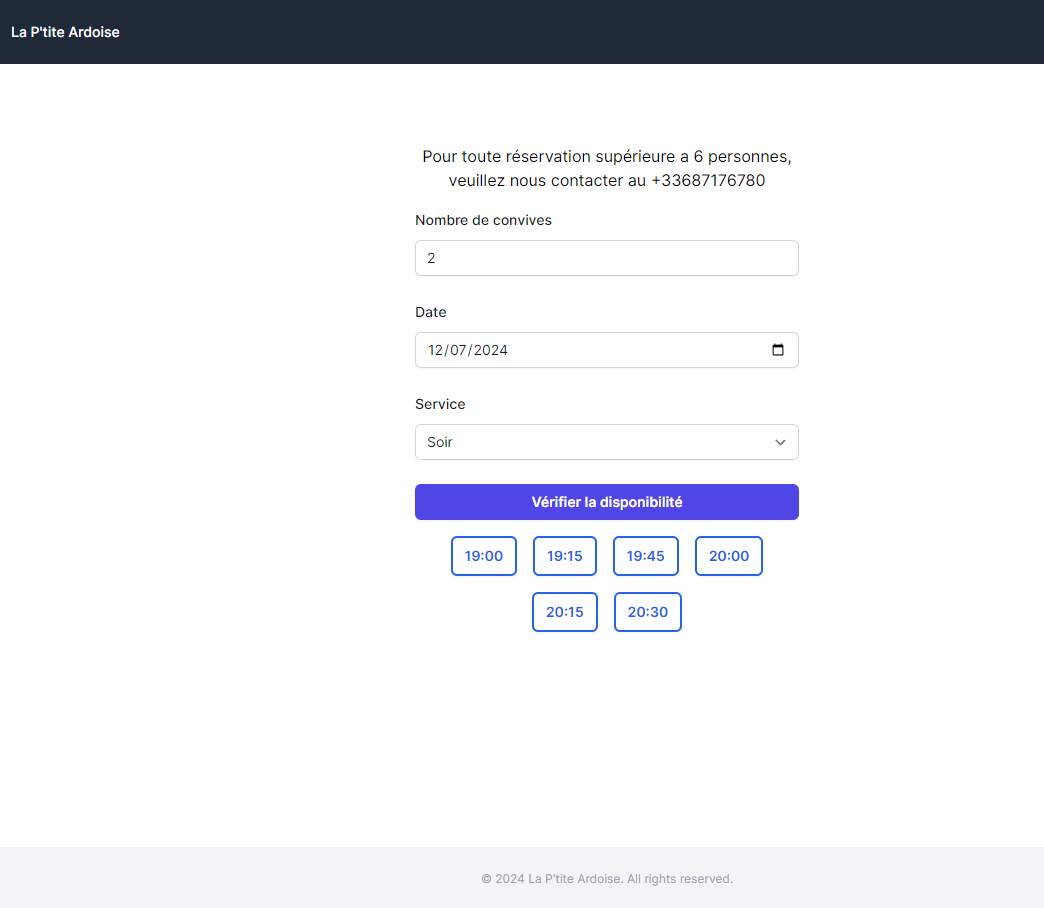 La P'tite Ardoise
Pour toute réservation supérieure a 6 personnes,
veuillez nous contacter au +33687176780
Nombre de convives
2
Date
12/07/2024
Service
Soir
Vérifier la disponibilité
19:00 19:15 19:45 20:00
20:15 20:30
© 2024 La P'tite Ardoise. All rights reserved.